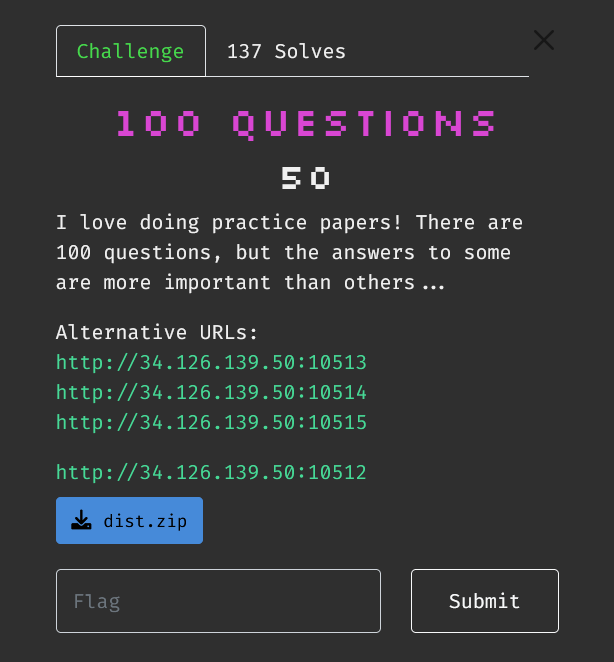 Challenge
137 Solves
100 QUESTIONS
50
I love doing practice papers! There are
100 questions, but the answers to some
are more important than others...
Alternative URLs:
http://34.126.139.50:10513
http://34.126.139.50:10514
http://34.126.139.50:10515
http://34.126.139.50:10512
dist.zip
Flag
Submit